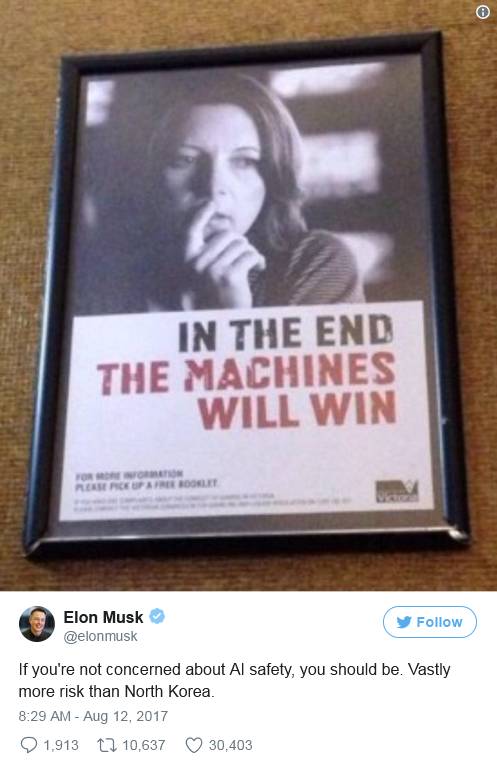 IN THE END
THE MACHINES
WILL WIN
FOR MORE INFORMATION
PLEASE PICK UP A FREE BOOKLET
Victoria
Elon Musk
@elonmusk
Follow
If you're not concerned about AI safety, you should be. Vastly
more risk than North Korea.
8:29 AM - Aug 12, 2017
1,913 10,637 30,403